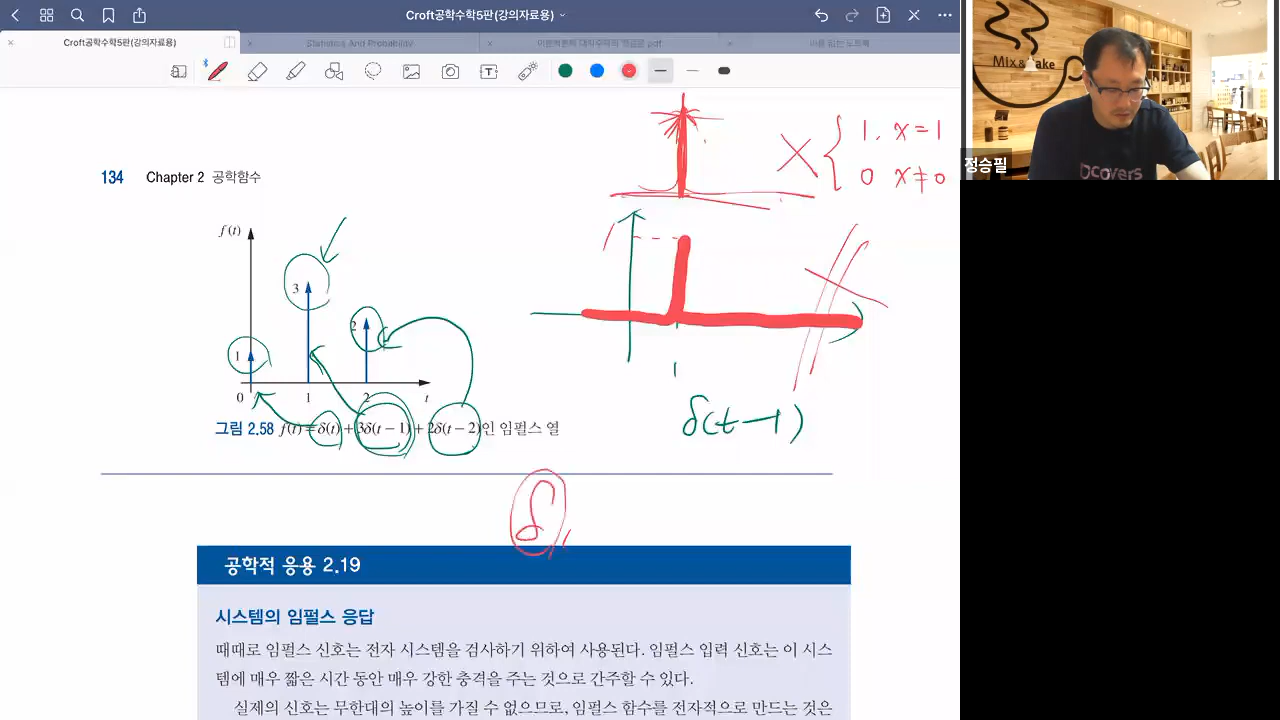 Croft공학수학5판(강의자료용)
Croft공학수학5판(강의자료용)
Statistics And Probability
Mix&
정승필
1, x=1
0 x≠0
134 Chapter 2 공학함수
f(t)
3
2
1
0 1 2 t
1
δ(t-1)
그림 2.58 f(t) = δ(t) + 3δ(t − 1) + 2δ(t − 2)인 임펄스 열
δ
공학적 응용 2.19
시스템의 임펄스 응답
때때로 임펄스 신호는 전자 시스템을 검사하기 위하여 사용된다. 임펄스 입력 신호는 이 시스
템에 매우 짧은 시간 동안 매우 강한 충격을 주는 것으로 간주할 수 있다.
실제의 신호는 무한대의 높이를 가질 수 없으므로, 임펄스 함수를 전자적으로 만드는 것은